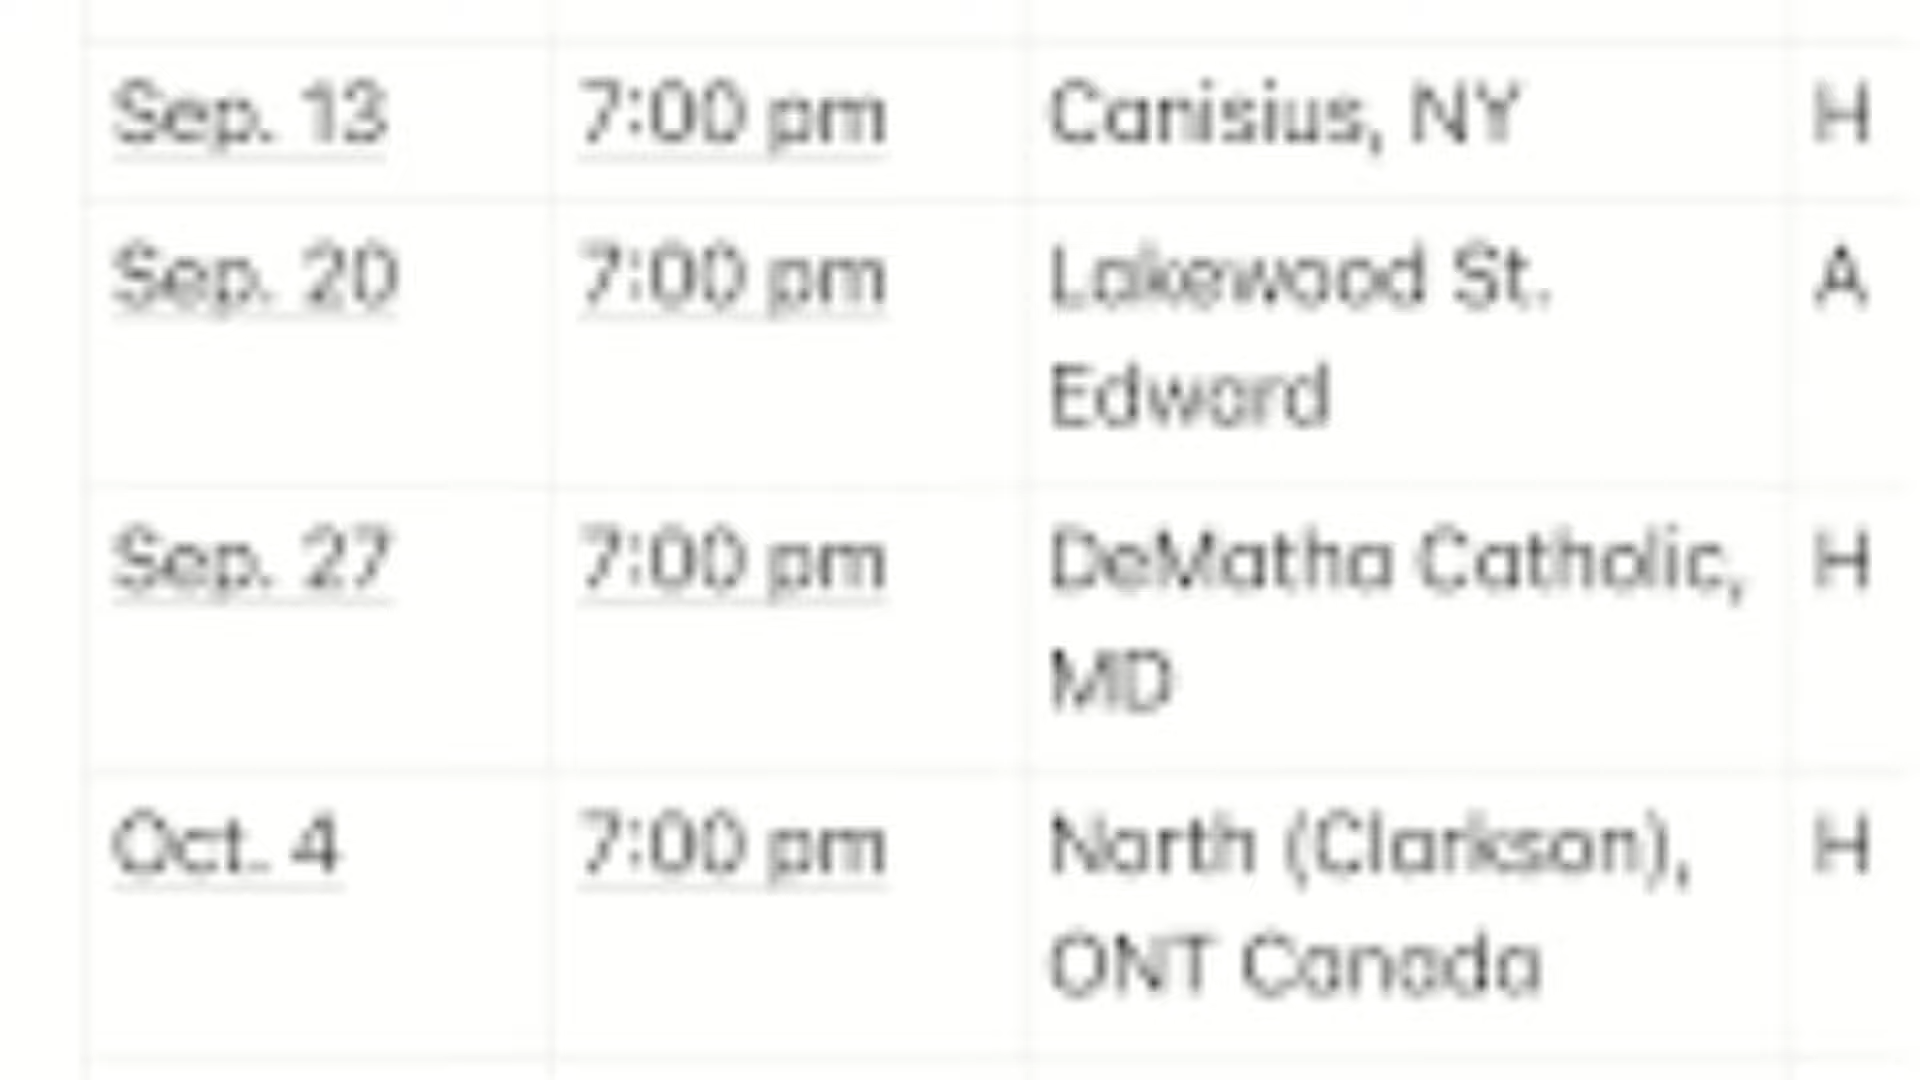 Sep. 13 7:00 pm Canisius, NY H
Sep. 20 7:00 pm Lakewood St. A
Edward
Sep. 27 7:00 pm DeMatha Catholic, H
MD
Oct. 4 7:00 pm North (Clarkson), H
ONT Canada